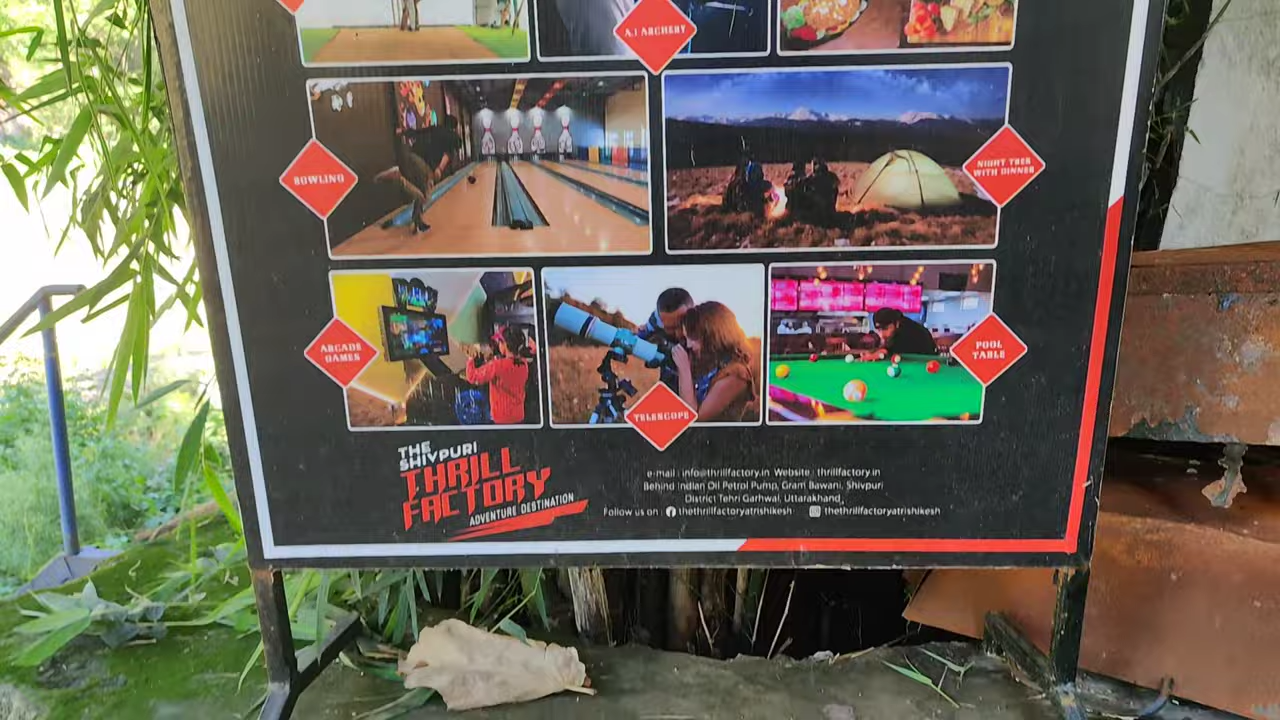 A.I ARCHERY
BOWLING
NIGHT TREK
WITH DINNER
ARCADE
GAMES
TELESCOPE
POOL
TABLE
THE
SHIVPURI
THRILL
FACTORY
ADVENTURE DESTINATION
e-mail : info@thrillfactory.in Website : thrillfactory.in
Behind Indian Oil Petrol Pump, Gram Bawani, Shivpuri
District Tehri Garhwal, Uttarakhand
Follow us on : thethrillfactoryatrishikesh thethrillfactoryatrishikesh